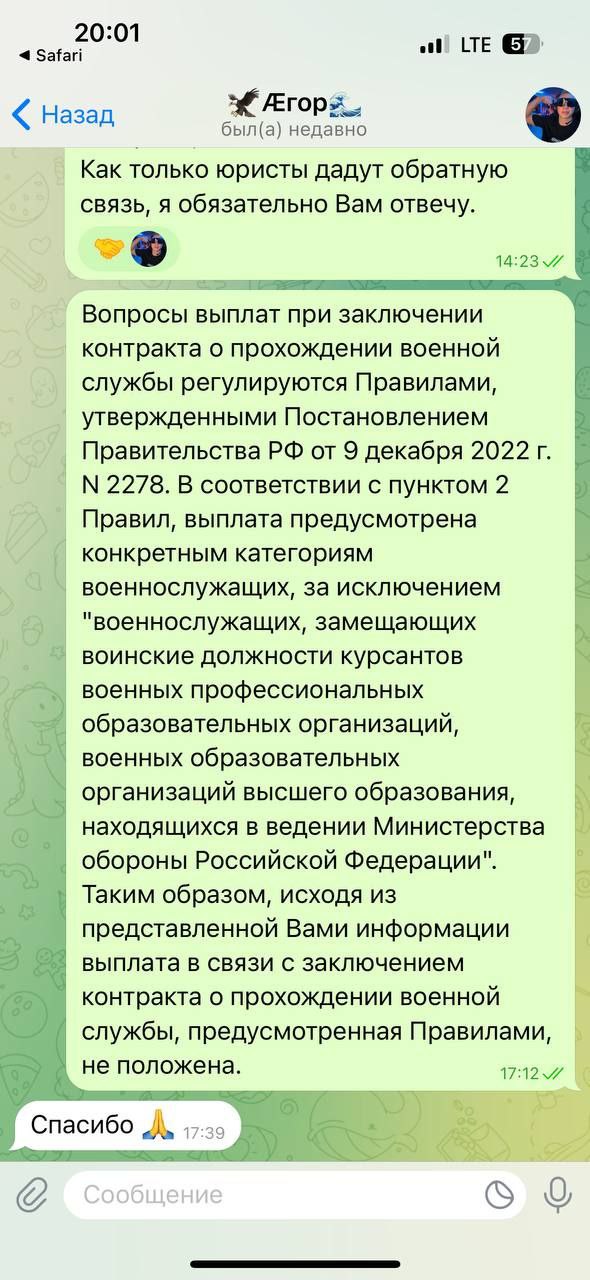 20:01
◀ Safari
LTE
57
Назад
🦅Ӕгор🌊
был(а) недавно
Как только юристы дадут обратную
связь, я обязательно Вам отвечу.
🤝
14:23
Вопросы выплат при заключении
контракта о прохождении военной
службы регулируются Правилами,
утвержденными Постановлением
Правительства РФ от 9 декабря 2022 г.
N 2278. В соответствии с пунктом 2
Правил, выплата предусмотрена
конкретным категориям
военнослужащих, за исключением
"военнослужащих, замещающих
воинские должности курсантов
военных профессиональных
образовательных организаций,
военных образовательных
организаций высшего образования,
находящихся в ведении Министерства
обороны Российской Федерации".
Таким образом, исходя из
представленной Вами информации
выплата в связи с заключением
контракта о прохождении военной
службы, предусмотренная Правилами,
не положена.
17:12
Спасибо 🙏 17:39
Сообщение